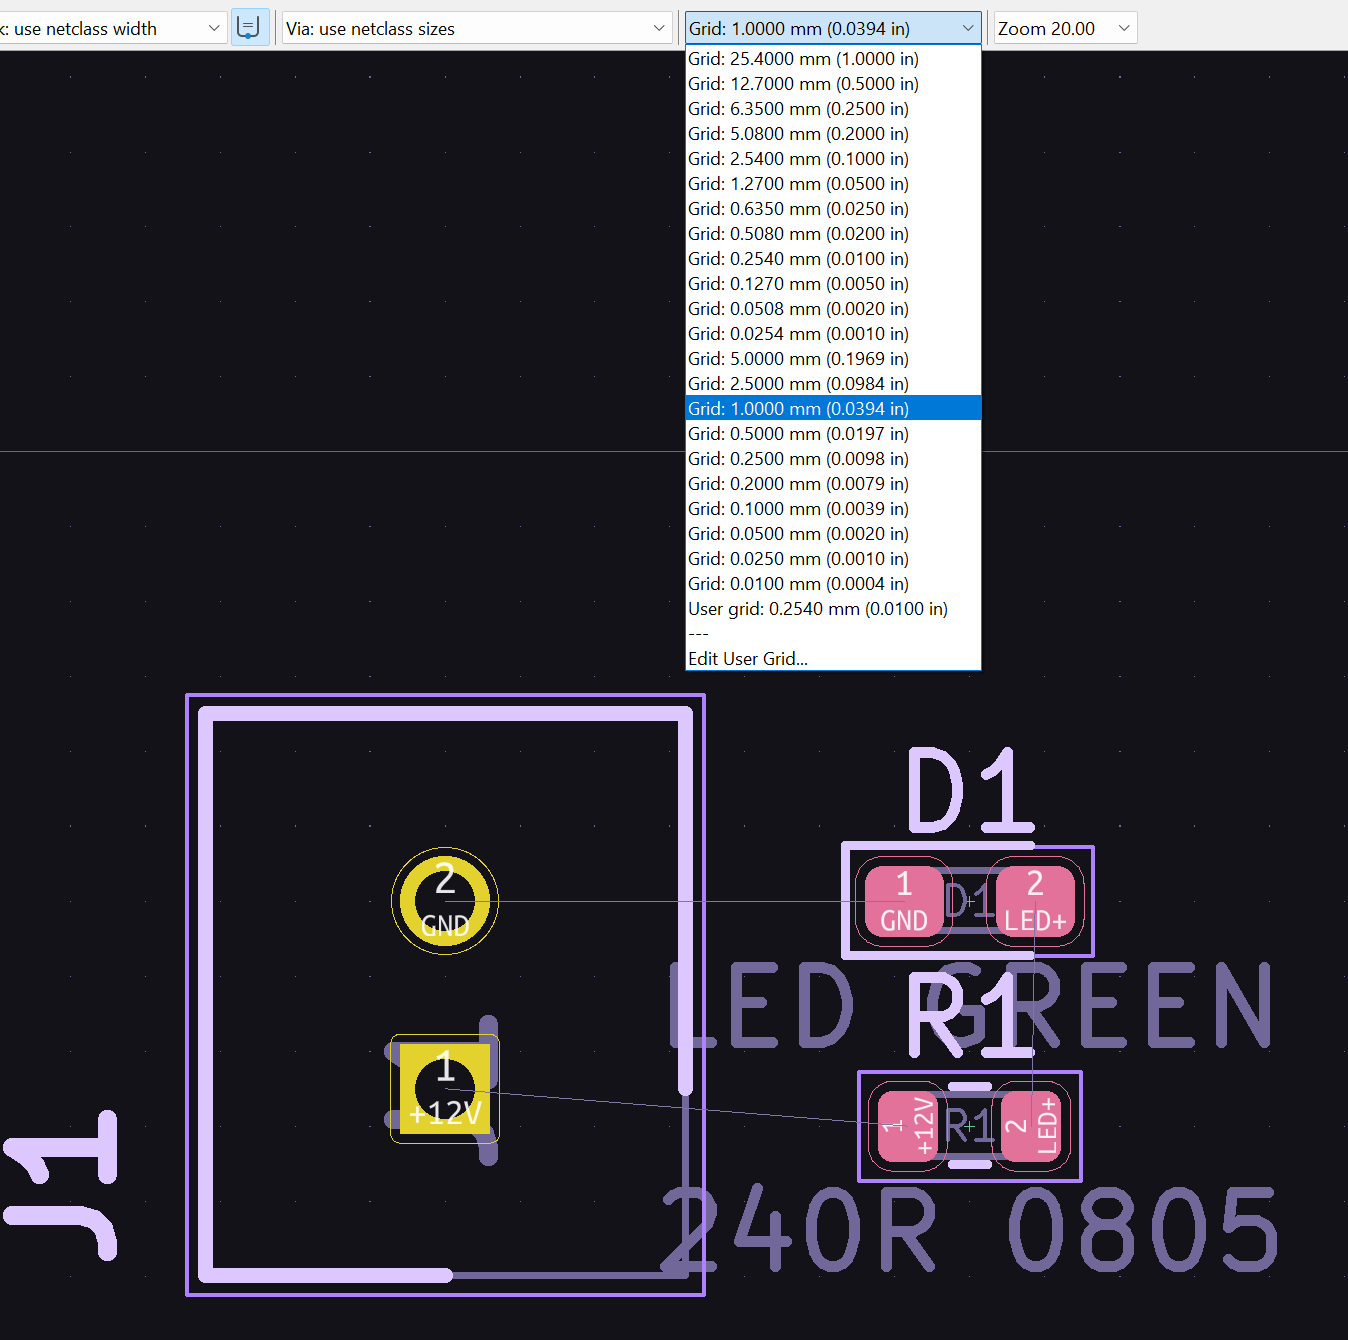 k: use netclass width
Via: use netclass sizes
Grid: 1.0000 mm (0.0394 in)
Zoom 20.00
Grid: 25.4000 mm (1.0000 in)
Grid: 12.7000 mm (0.5000 in)
Grid: 6.3500 mm (0.2500 in)
Grid: 5.0800 mm (0.2000 in)
Grid: 2.5400 mm (0.1000 in)
Grid: 1.2700 mm (0.0500 in)
Grid: 0.6350 mm (0.0250 in)
Grid: 0.5080 mm (0.0200 in)
Grid: 0.2540 mm (0.0100 in)
Grid: 0.1270 mm (0.0050 in)
Grid: 0.0508 mm (0.0020 in)
Grid: 0.0254 mm (0.0010 in)
Grid: 5.0000 mm (0.1969 in)
Grid: 2.5000 mm (0.0984 in)
Grid: 1.0000 mm (0.0394 in)
Grid: 0.5000 mm (0.0197 in)
Grid: 0.2500 mm (0.0098 in)
Grid: 0.2000 mm (0.0079 in)
Grid: 0.1000 mm (0.0039 in)
Grid: 0.0500 mm (0.0020 in)
Grid: 0.0250 mm (0.0010 in)
Grid: 0.0100 mm (0.0004 in)
User grid: 0.2540 mm (0.0100 in)
---
Edit User Grid...
D1
2
GND
1
GND
D1
2
LED+
LED GREEN
R1
1
+12V
J1
1
+12V
R1
2
LED+
240R 0805